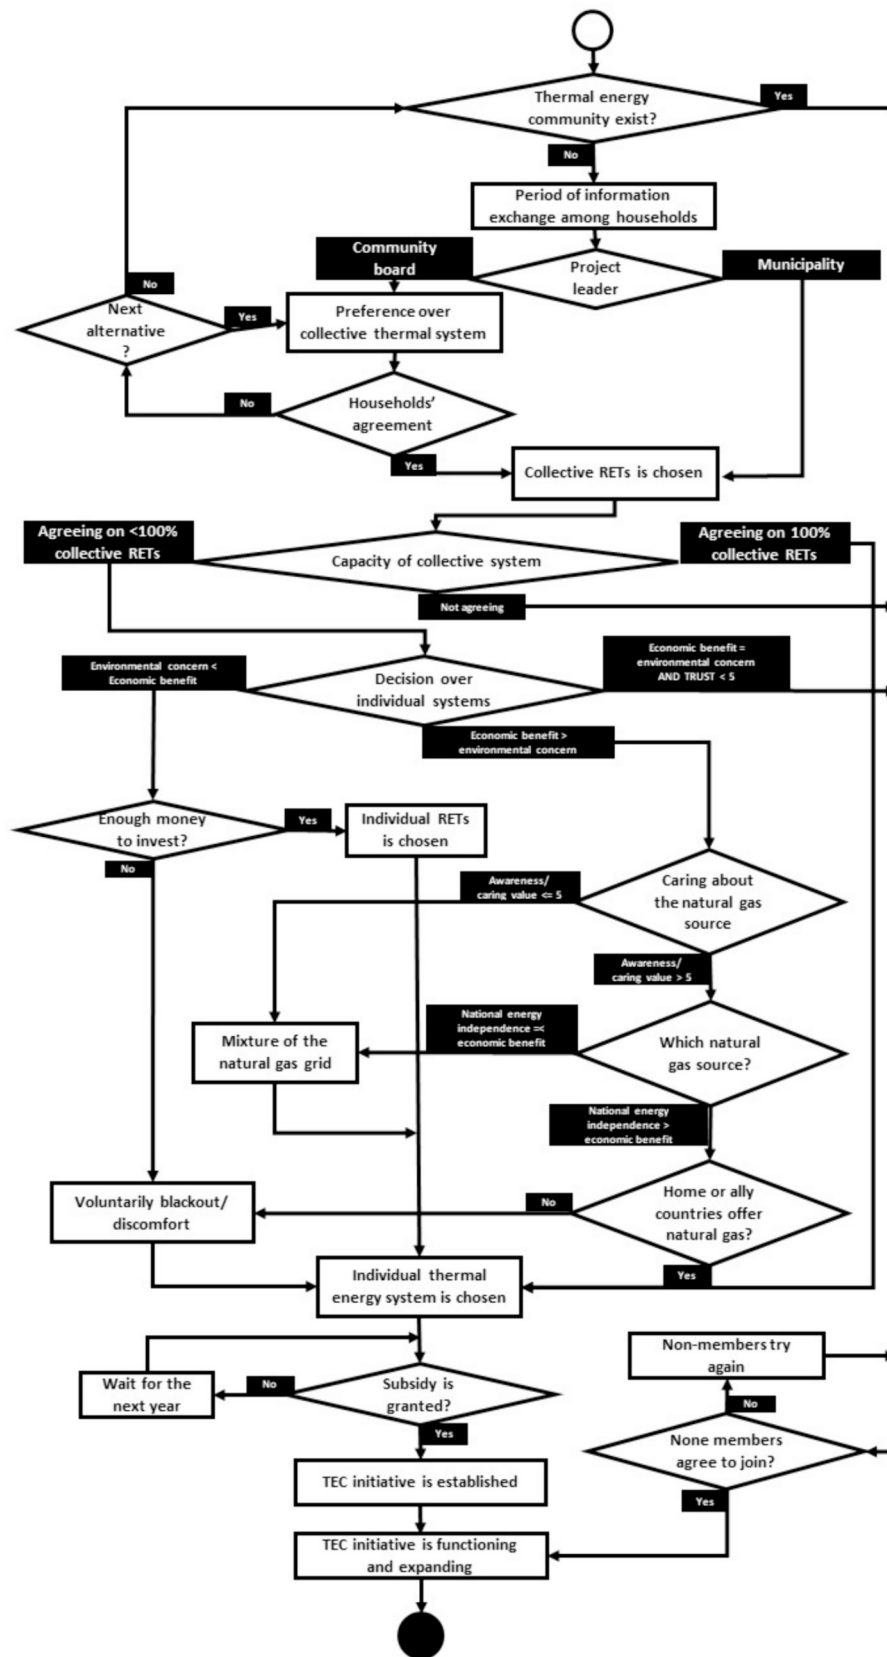 Thermal energy
community exist?
Yes
No
Period of information
exchange among households
Community
board
Project
leader
Municipality
No
Next
alternative
?
Yes
Preference over
collective thermal system
No
Households'
agreement
Yes
Collective RETs is chosen
Agreeing on <100%
collective RETs
Capacity of collective system
Agreeing on 100%
collective RETs
Not agreeing
Environmental concern <
Economic benefit
Decision over
individual systems
Economic benefit =
environmental concern
AND TRUST < 5
Economic benefit >
environmental concern
Enough money
to invest?
Yes
Individual RETs
is chosen
No
Awareness/
caring value <= 5
Caring about
the natural gas
source
Awareness/
caring value > 5
National energy
independence =<
economic benefit
Mixture of the
natural gas grid
Which natural
gas source?
National energy
independence >
economic benefit
Voluntarily blackout/
discomfort
No
Home or ally
countries offer
natural gas?
Yes
Individual thermal
energy system is chosen
Non-members try
again
Wait for the
next year
No
Subsidy is
granted?
Yes
No
None members
agree to join?
Yes
TEC initiative is established
TEC initiative is functioning
and expanding